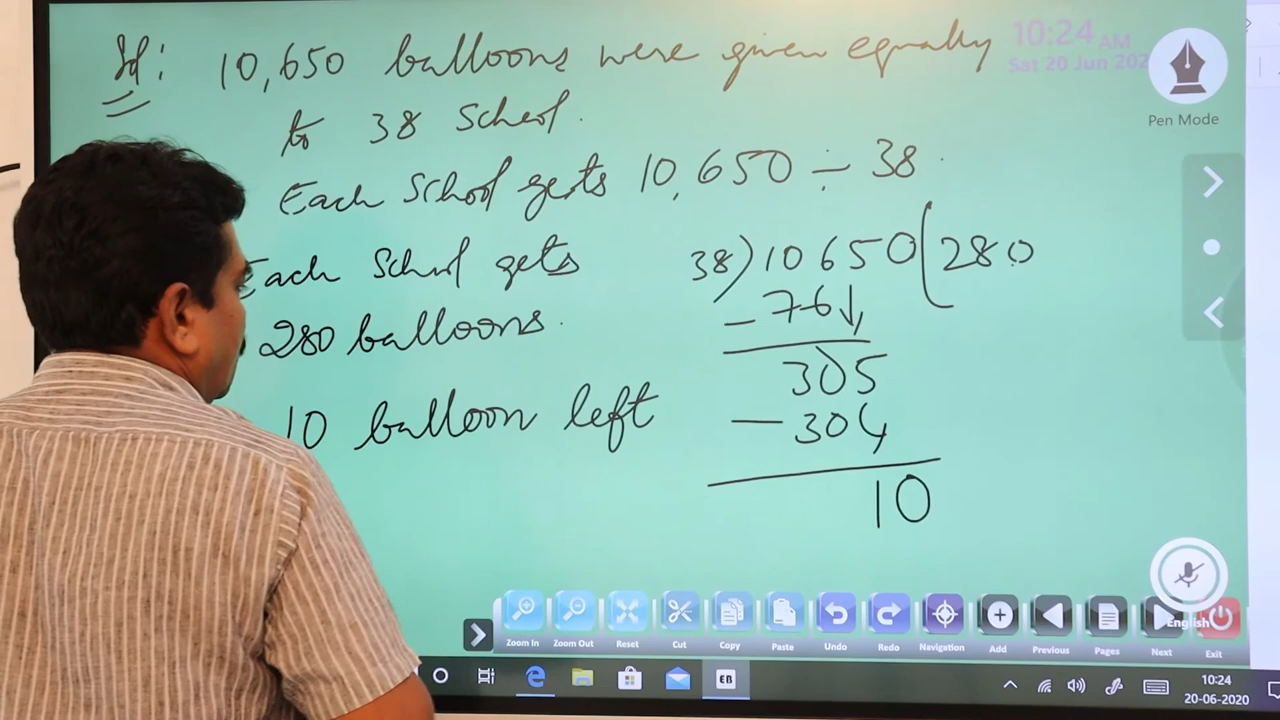 Sol: 10,650 balloons were given equally
to 38 School.
Each School gets 10,650 ÷ 38.
Each School gets
280 balloons.
10 balloon left
38)10650(280
- 76
305
- 304
10
10:24 AM
Sat 20 Jun 202
Pen Mode
Zoom In Zoom Out Reset Cut Copy Paste Undo Redo Navigation Add Previous Pages Next English Exit
EB
10:24
20-06-2020